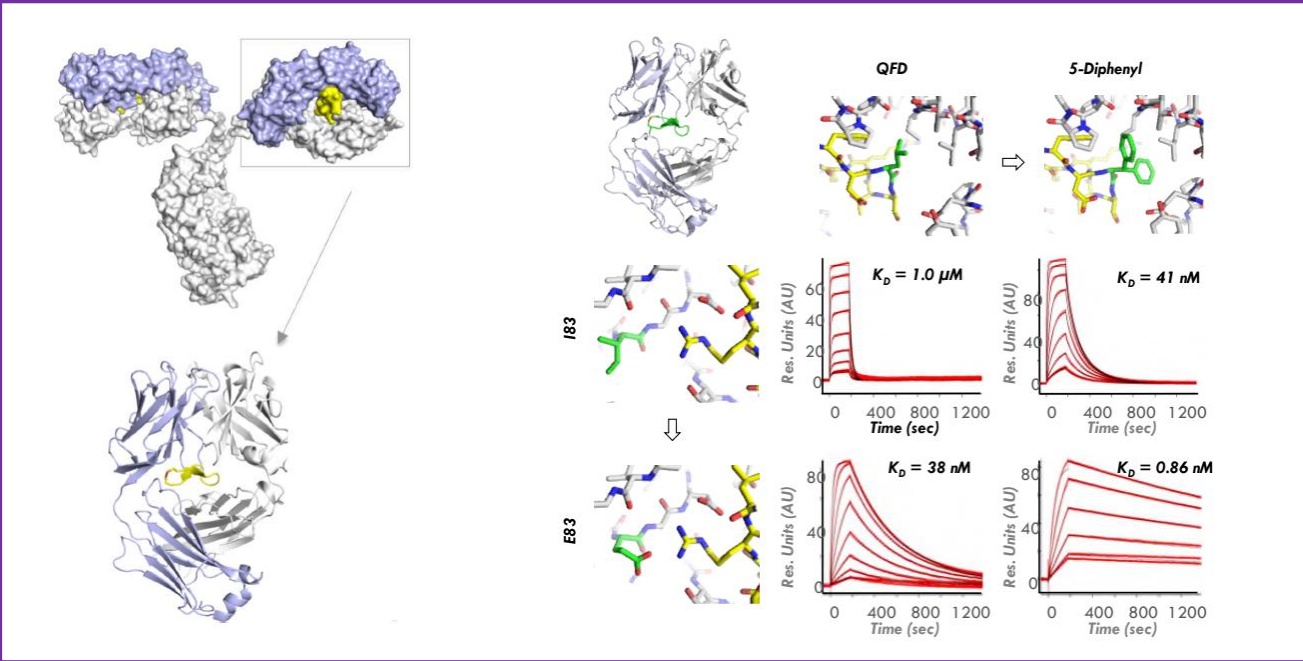 QFD
5-Diphenyl
I83
K_D = 1.0 µM
Res. Units (AU)
60
40
20
0
0 400 800 1200
Time (sec)
K_D = 41 nM
Res. Units (AU)
80
40
0
0 400 800 1200
Time (sec)
E83
K_D = 38 nM
Res. Units (AU)
80
40
0
0 400 800 1200
Time (sec)
K_D = 0.86 nM
Res. Units (AU)
80
40
0
0 400 800 1200
Time (sec)